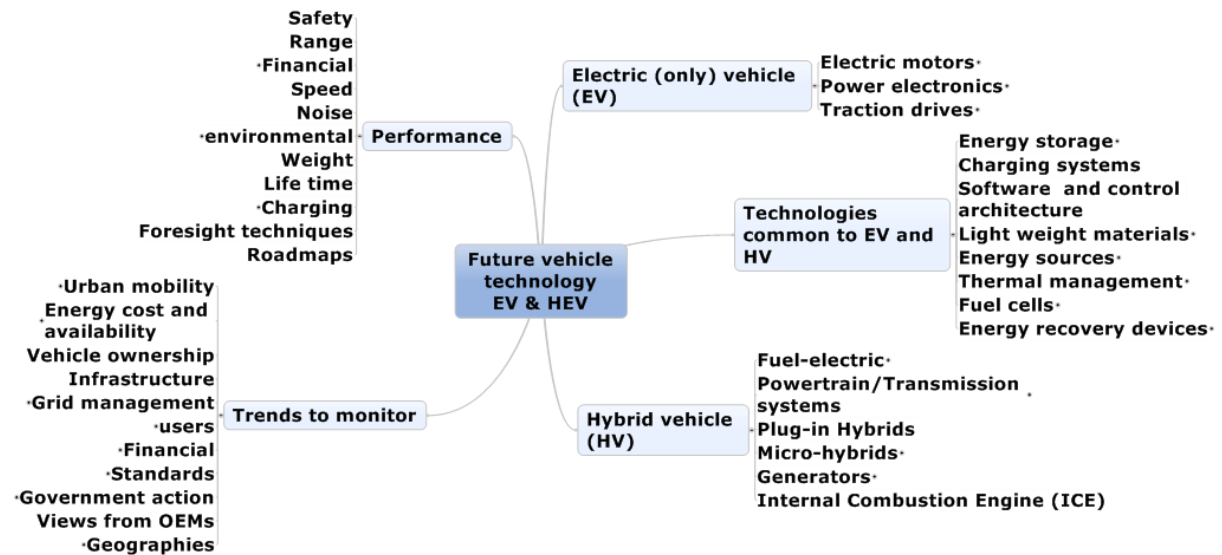 Safety
Range
Financial
Speed
Noise
environmental
Weight
Life time
Charging
Foresight techniques
Roadmaps
Performance
Urban mobility
Energy cost and
availability
Vehicle ownership
Infrastructure
Grid management
users
Financial
Standards
Government action
Views from OEMs
Geographies
Trends to monitor
Future vehicle
technology
EV & HEV
Electric (only) vehicle
(EV)
Electric motors
Power electronics
Traction drives
Technologies
common to EV and
HV
Energy storage
Charging systems
Software and control
architecture
Light weight materials
Energy sources
Thermal management
Fuel cells
Energy recovery devices
Hybrid vehicle
(HV)
Fuel-electric
Powertrain/Transmission
systems
Plug-in Hybrids
Micro-hybrids
Generators
Internal Combustion Engine (ICE)